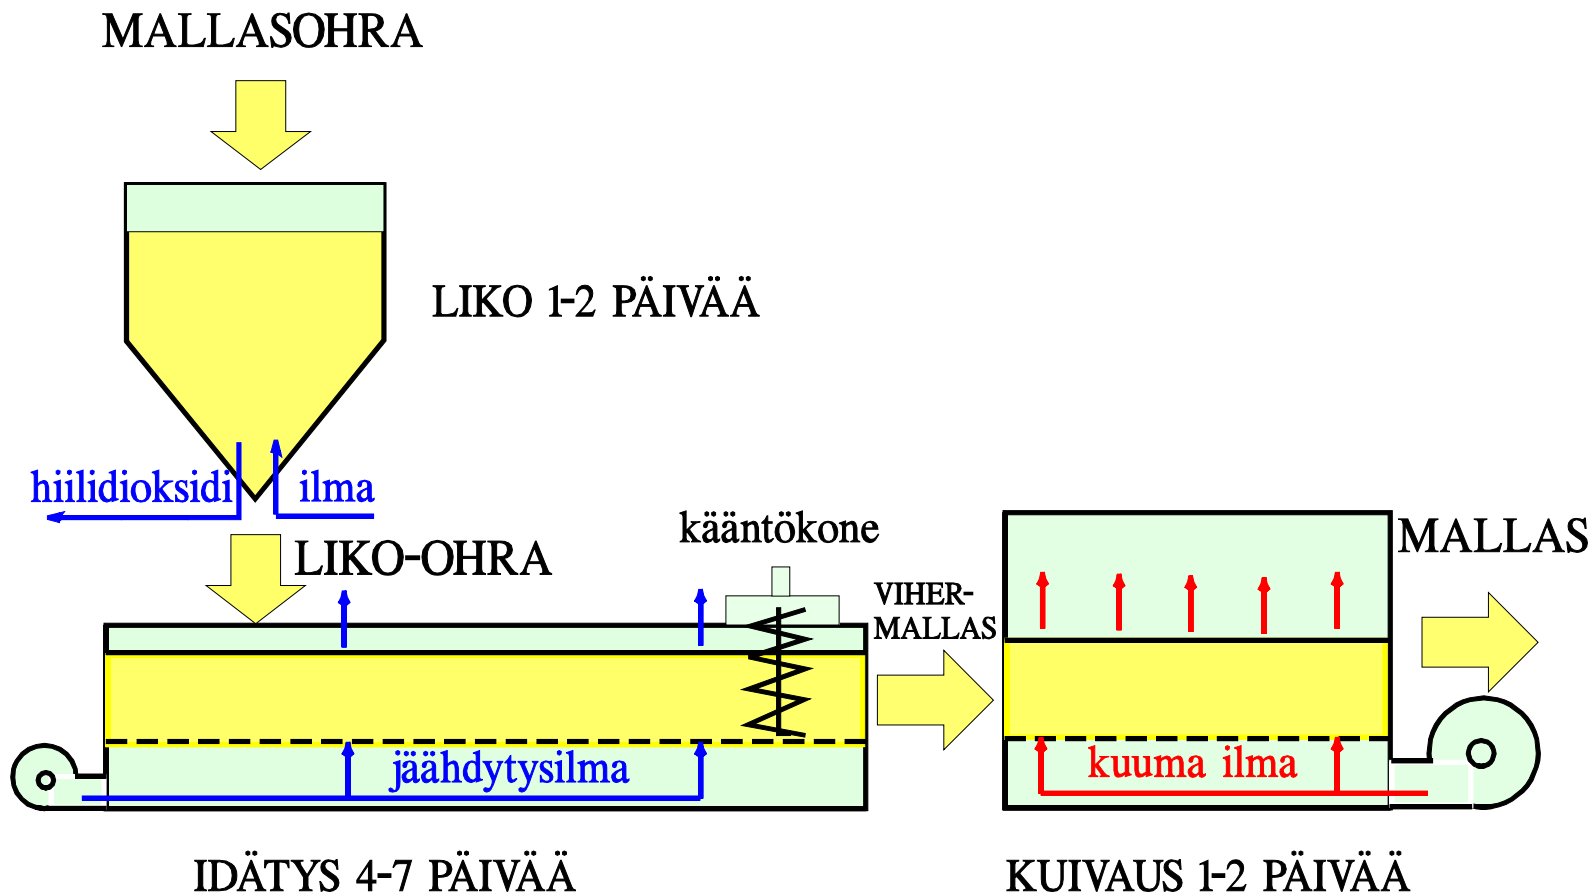 MALLASOHRA
LIKO 1-2 PÄIVÄÄ
hiilidioksidi
ilma
LIKO-OHRA
kääntökone
VIHER-
MALLAS
MALLAS
jäähdytysilma
kuuma ilma
IDÄTYS 4-7 PÄIVÄÄ
KUIVAUS 1-2 PÄIVÄÄ